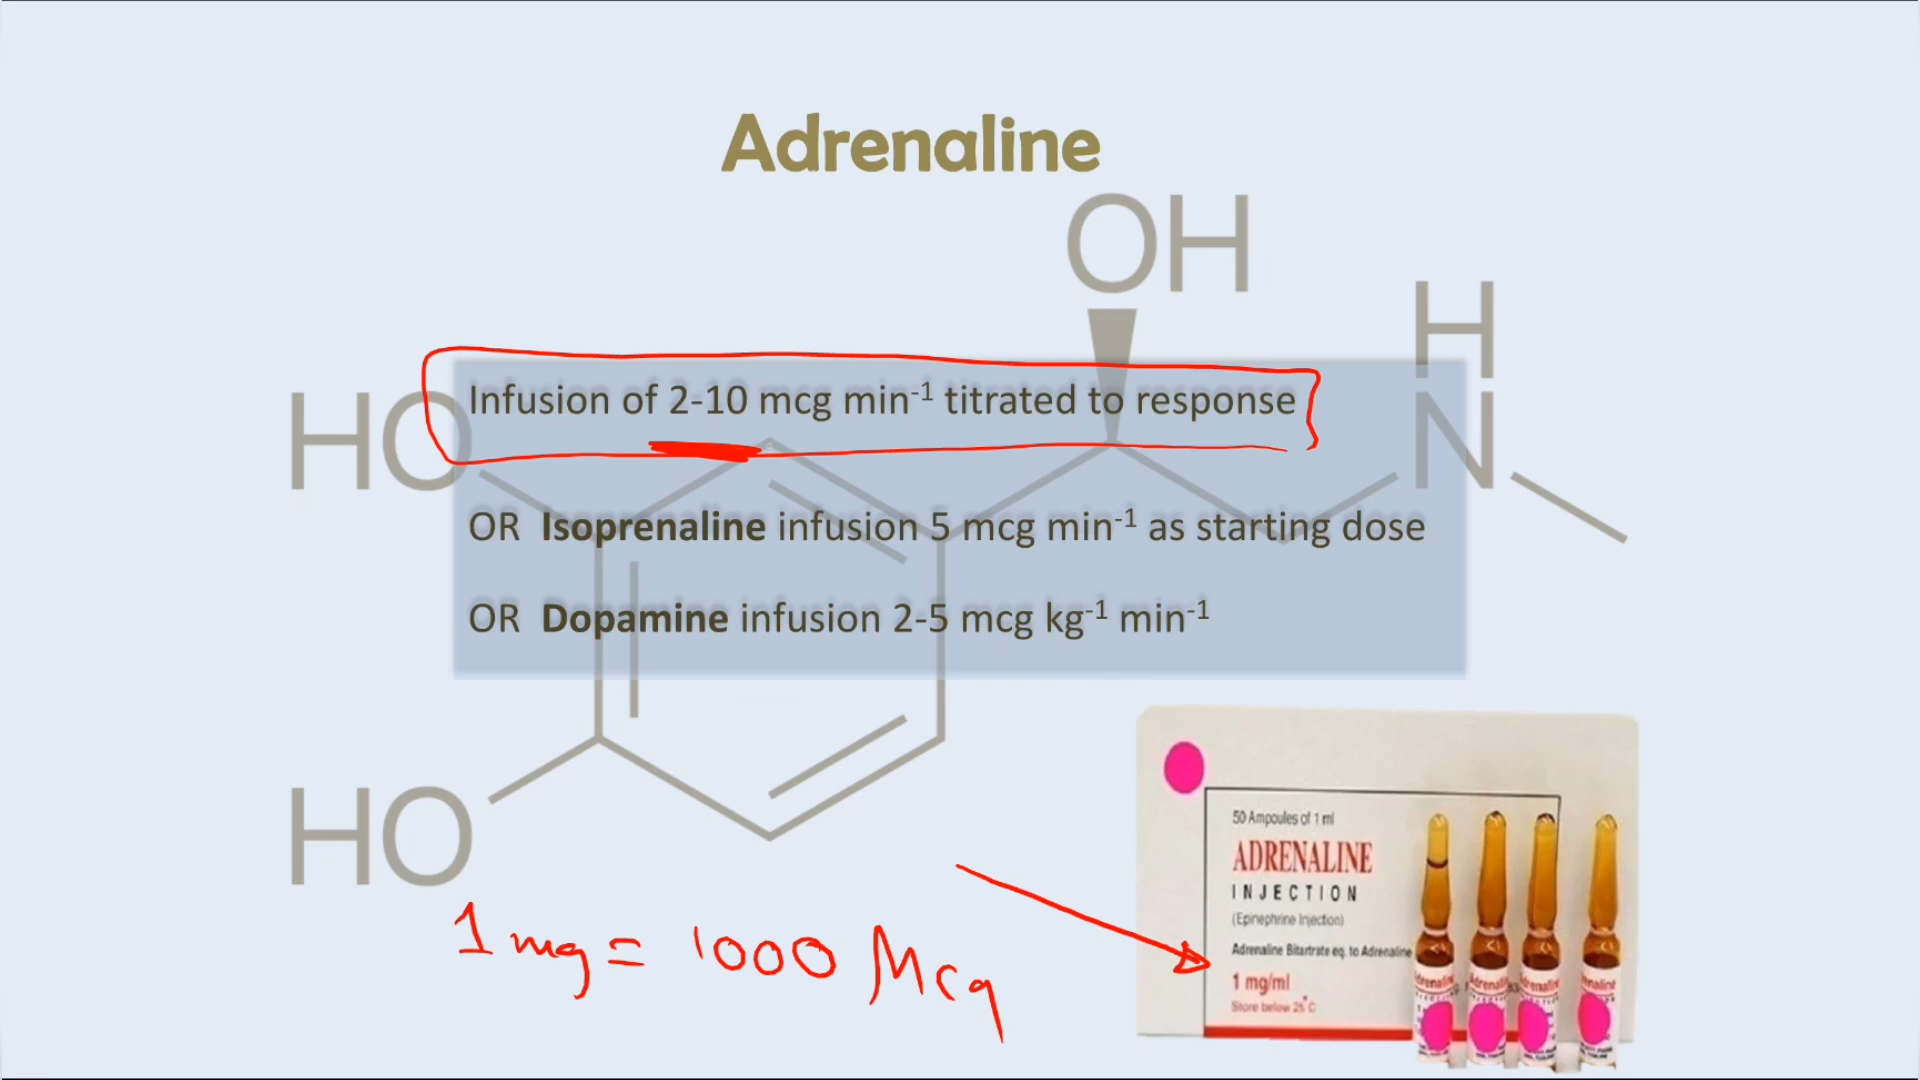 Adrenaline
OH
H
N
HO
Infusion of 2-10 mcg min-1 titrated to response
OR Isoprenaline infusion 5 mcg min-1 as starting dose
OR Dopamine infusion 2-5 mcg kg-1 min-1
HO
1 mg = 1000 Mcg
50 Ampoules of 1 ml
ADRENALINE
INJECTION
(Epinephrine Injection)
Adrenaline Bitartrate eq. to Adrenaline
1 mg/ml
Store below 25°C